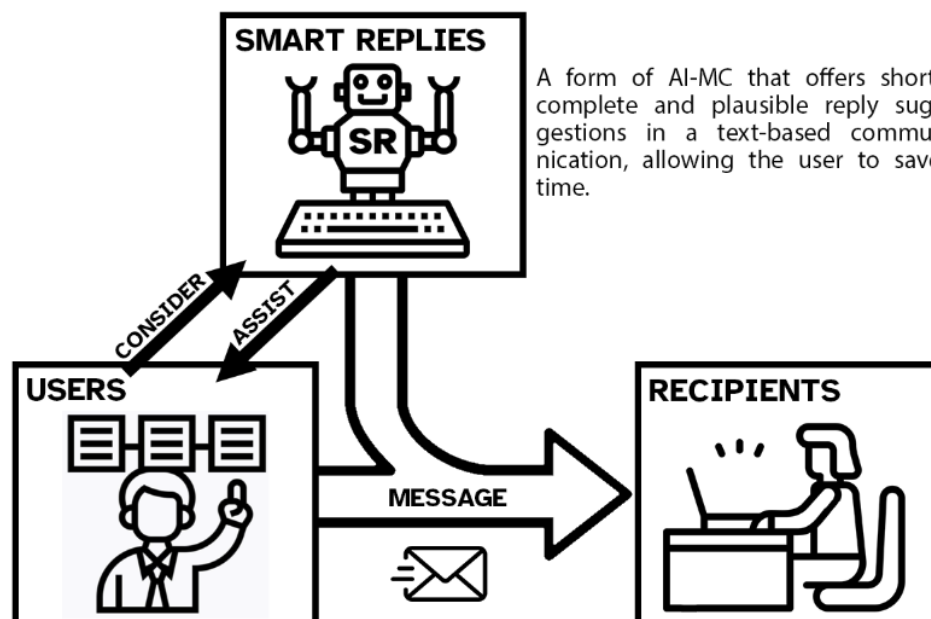 SMART REPLIES
SR
A form of AI-MC that offers short
complete and plausible reply sug
gestions in a text-based commu
nication, allowing the user to save
time.
CONSIDER
ASSIST
USERS
MESSAGE
RECIPIENTS